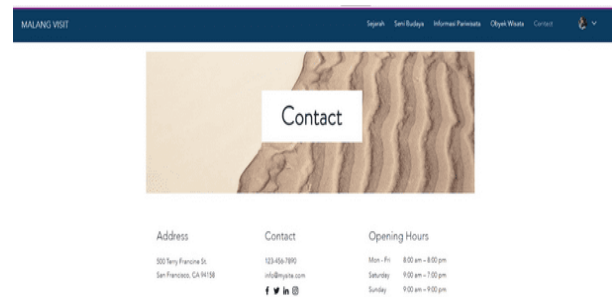 MALANG VISIT
Sejarah Seni Budaya Informasi Pariwisata Obyek Wisata Contact
Contact
Address
500 Terry Francine St.
San Francisco, CA 94158
Contact
123-456-7890
info@mysite.com
Opening Hours
Mon - Fri 8:00 am – 8:00 pm
Saturday 9:00 am – 7:00 pm
Sunday 9:00 am – 9:00 pm